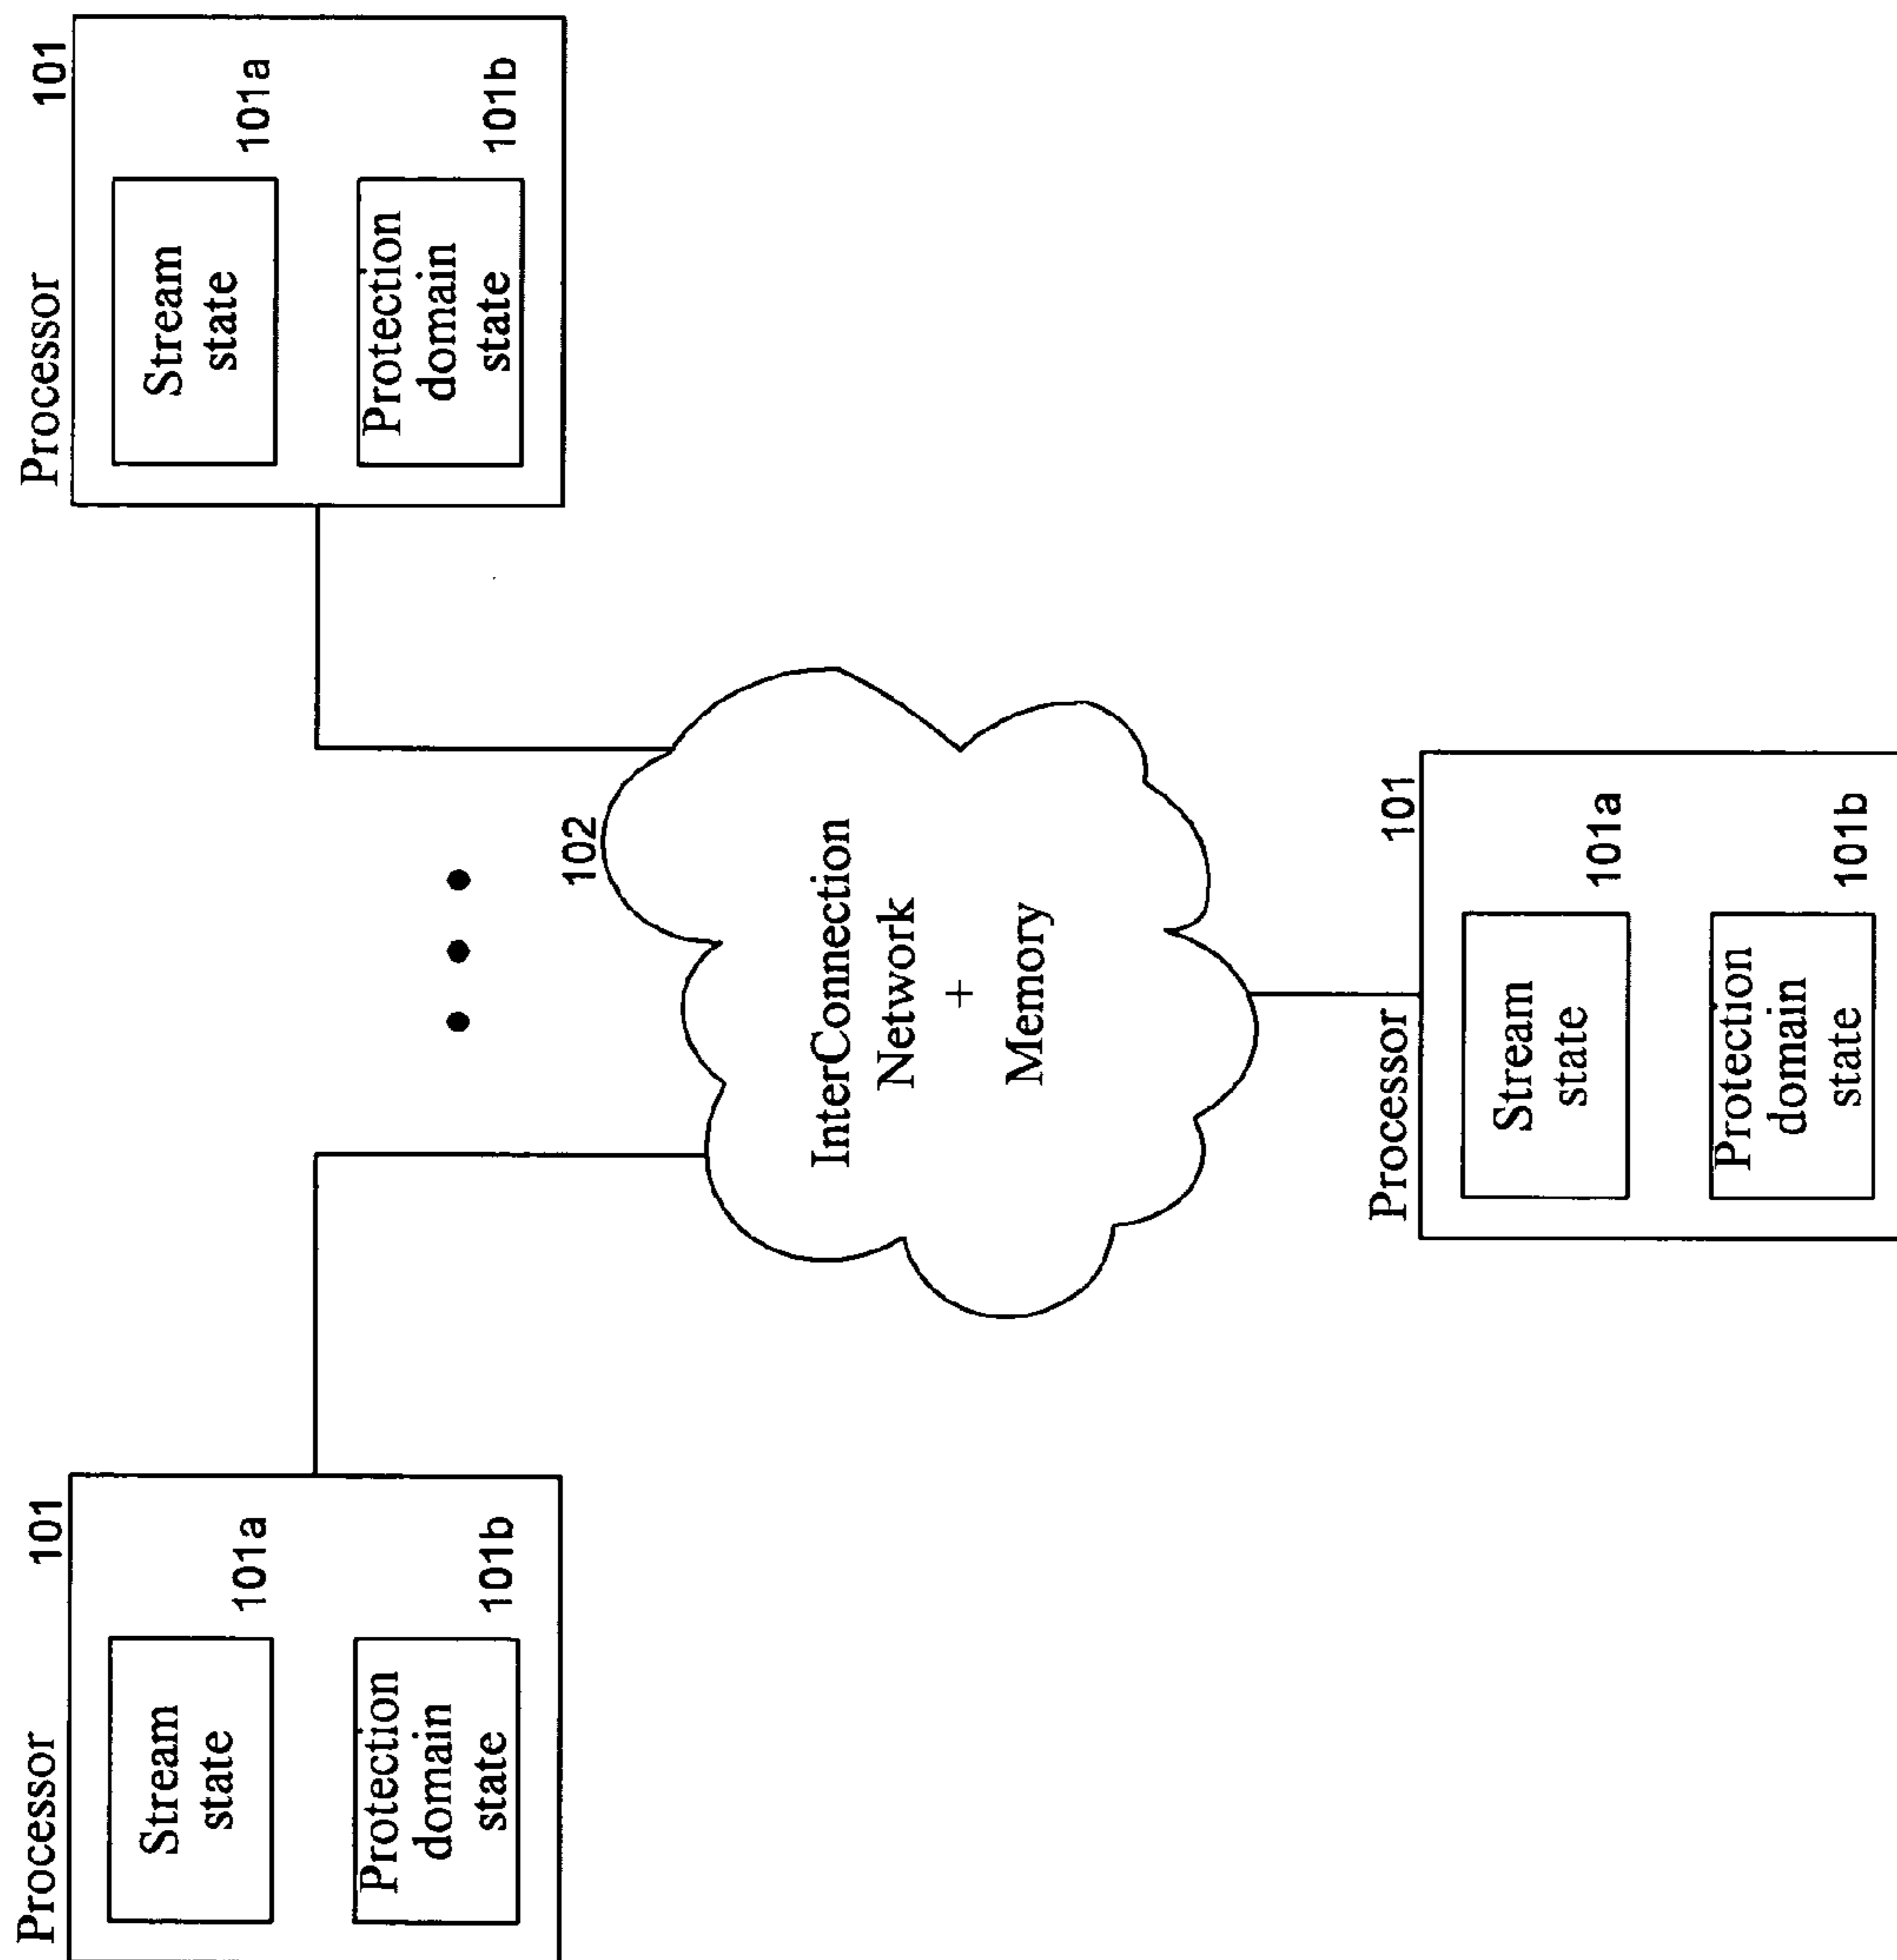 Processor 101
Stream
state
101a
Protection
domain
state
101b
Processor 101
Stream
state
101a
Protection
domain
state
101b
102
InterConnection
Network
+
Memory
Processor 101
Stream
state
101a
Protection
domain
state
101b